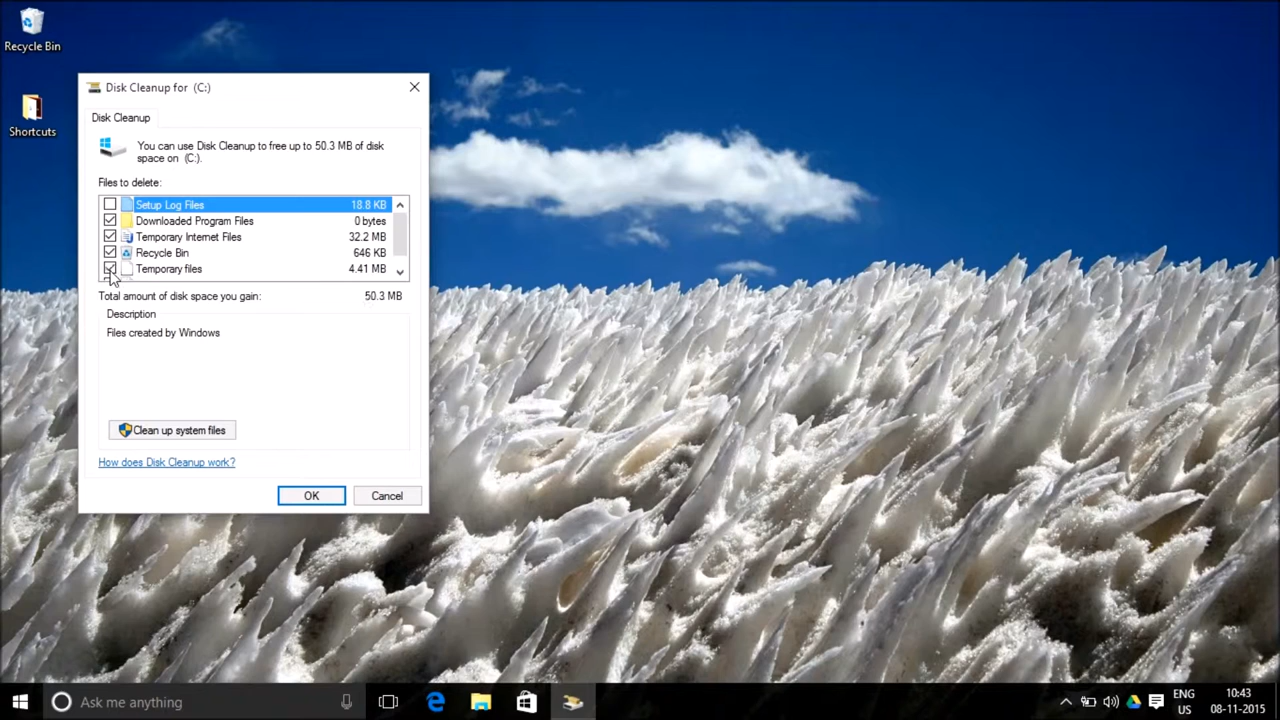 Recycle Bin
Shortcuts
Disk Cleanup for (C:)
Disk Cleanup
You can use Disk Cleanup to free up to 50.3 MB of disk
space on (C:).
Files to delete:
Setup Log Files 18.8 KB
Downloaded Program Files 0 bytes
Temporary Internet Files 32.2 MB
Recycle Bin 646 KB
Temporary files 4.41 MB
Total amount of disk space you gain: 50.3 MB
Description
Files created by Windows
Clean up system files
How does Disk Cleanup work?
OK Cancel
Ask me anything
ENG
US
10:43
08-11-2015